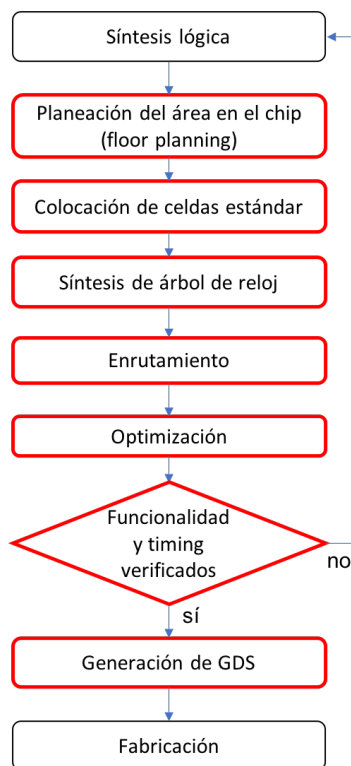 Síntesis lógica
Planeación del área en el chip
(floor planning)
Colocación de celdas estándar
Síntesis de árbol de reloj
Enrutamiento
Optimización
Funcionalidad
y timing
verificados
no
sí
Generación de GDS
Fabricación